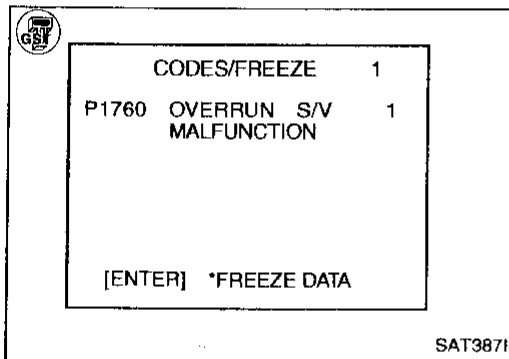 GST
CODES/FREEZE 1
P1760 OVERRUN S/V 1
MALFUNCTION
[ENTER] *FREEZE DATA
SAT387I